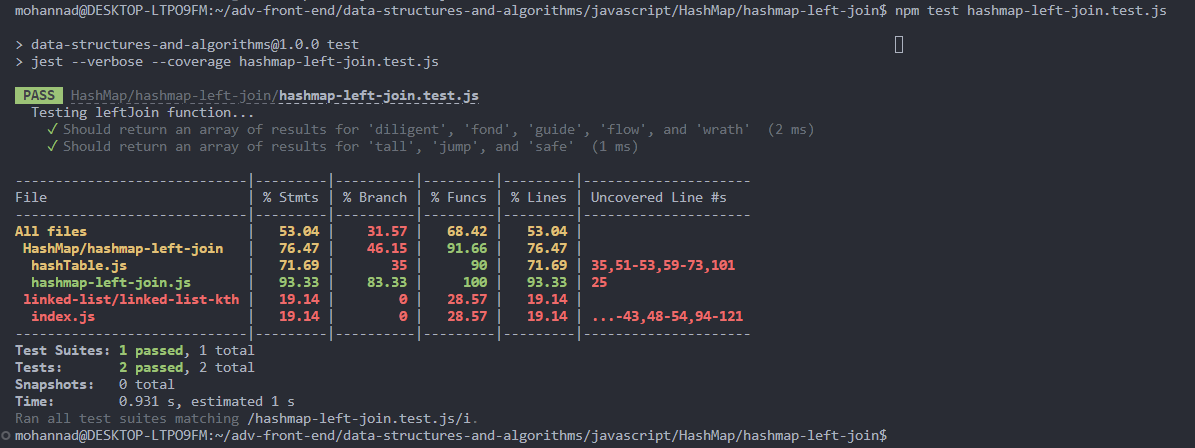 mohannad@DESKTOP-LTPO9FM:~/adv-front-end/data-structures-and-algorithms/javascript/HashMap/hashmap-left-join$ npm test hashmap-left-join.test.js
> data-structures-and-algorithms@1.0.0 test
> jest --verbose --coverage hashmap-left-join.test.js
PASS HashMap/hashmap-left-join/hashmap-left-join.test.js
Testing leftJoin function...
✓ Should return an array of results for 'diligent', 'fond', 'guide', 'flow', and 'wrath' (2 ms)
✓ Should return an array of results for 'tall', 'jump', and 'safe' (1 ms)
-----------------------------|---------|----------|---------|---------|---------------------
File | % Stmts | % Branch | % Funcs | % Lines | Uncovered Line #s
-----------------------------|---------|----------|---------|---------|---------------------
All files | 53.04 | 31.57 | 68.42 | 53.04 |
HashMap/hashmap-left-join | 76.47 | 46.15 | 91.66 | 76.47 |
hashTable.js | 71.69 | 35 | 90 | 71.69 | 35,51-53,59-73,101
hashmap-left-join.js | 93.33 | 83.33 | 100 | 93.33 | 25
linked-list/linked-list-kth | 19.14 | 0 | 28.57 | 19.14 |
index.js | 19.14 | 0 | 28.57 | 19.14 | ...-43,48-54,94-121
-----------------------------|---------|----------|---------|---------|---------------------
Test Suites: 1 passed, 1 total
Tests: 2 passed, 2 total
Snapshots: 0 total
Time: 0.931 s, estimated 1 s
Ran all test suites matching /hashmap-left-join.test.js/i.
mohannad@DESKTOP-LTPO9FM:~/adv-front-end/data-structures-and-algorithms/javascript/HashMap/hashmap-left-join$